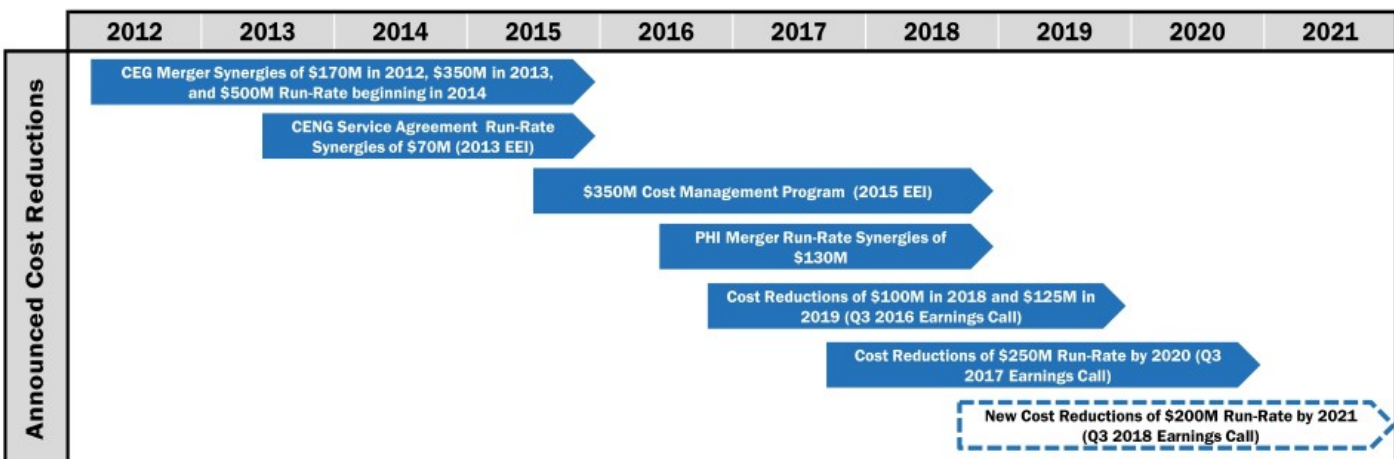 2012 2013 2014 2015 2016 2017 2018 2019 2020 2021
Announced Cost Reductions
CEG Merger Synergies of $170M in 2012, $350M in 2013,
and $500M Run-Rate beginning in 2014
CENG Service Agreement Run-Rate
Synergies of $70M (2013 EEI)
$350M Cost Management Program (2015 EEI)
PHI Merger Run-Rate Synergies of
$130M
Cost Reductions of $100M in 2018 and $125M in
2019 (Q3 2016 Earnings Call)
Cost Reductions of $250M Run-Rate by 2020 (Q3
2017 Earnings Call)
New Cost Reductions of $200M Run-Rate by 2021
(Q3 2018 Earnings Call)